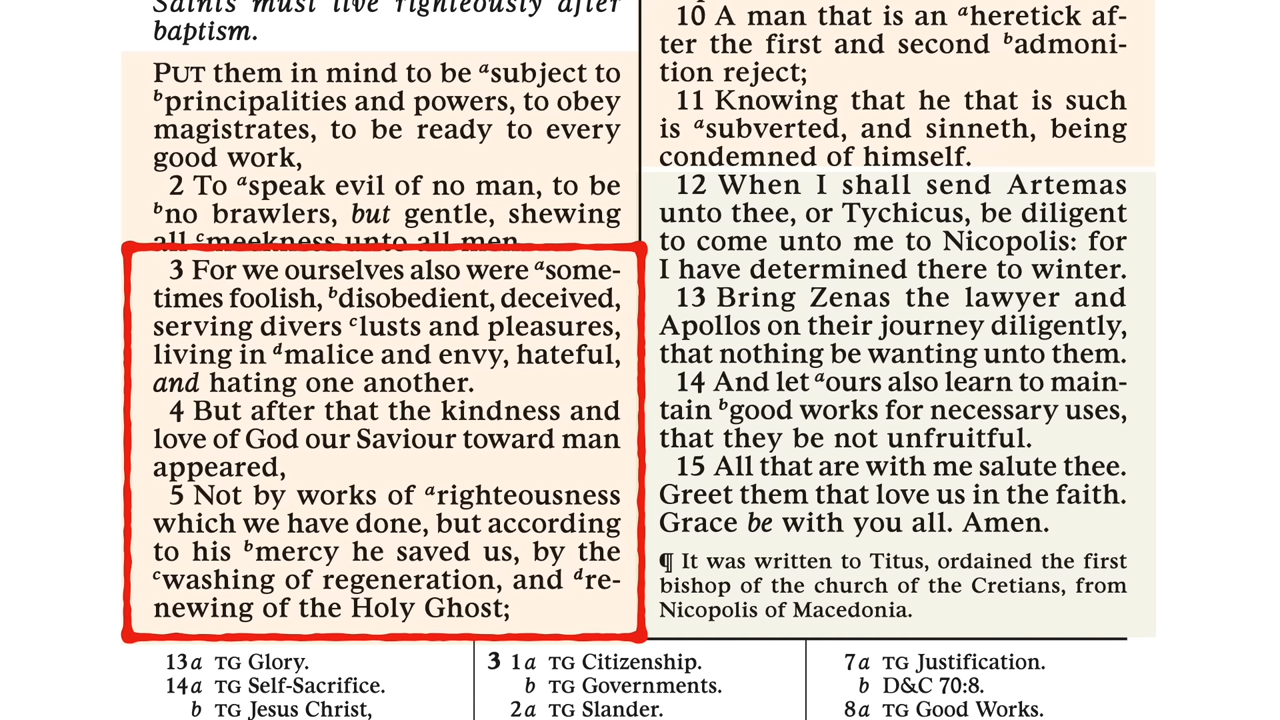 Saints must live righteously after
baptism.
PUT them in mind to be ᵃsubject to
ᵇprincipalities and powers, to obey
magistrates, to be ready to every
good work,
2 To ᵃspeak evil of no man, to be
ᵇno brawlers, but gentle, shewing
all ᶜmeekness unto all men.
3 For we ourselves also were ᵃsome-
times foolish, ᵇdisobedient, deceived,
serving divers ᶜlusts and pleasures,
living in ᵈmalice and envy, hateful,
and hating one another.
4 But after that the kindness and
love of God our Saviour toward man
appeared,
5 Not by works of ᵃrighteousness
which we have done, but according
to his ᵇmercy he saved us, by the
ᶜwashing of regeneration, and ᵈre-
newing of the Holy Ghost;
10 A man that is an ᵃheretick af-
ter the first and second ᵇadmoni-
tion reject;
11 Knowing that he that is such
is ᵃsubverted, and sinneth, being
condemned of himself.
12 When I shall send Artemas
unto thee, or Tychicus, be diligent
to come unto me to Nicopolis: for
I have determined there to winter.
13 Bring Zenas the lawyer and
Apollos on their journey diligently,
that nothing be wanting unto them.
14 And let ᵃours also learn to main-
tain ᵇgood works for necessary uses,
that they be not unfruitful.
15 All that are with me salute thee.
Greet them that love us in the faith.
Grace be with you all. Amen.
¶ It was written to Titus, ordained the first
bishop of the church of the Cretians, from
Nicopolis of Macedonia.
13a TG Glory.
14a TG Self-Sacrifice.
b TG Jesus Christ,
3 1a TG Citizenship.
b TG Governments.
2a TG Slander.
7a TG Justification.
b D&C 70:8.
8a TG Good Works.